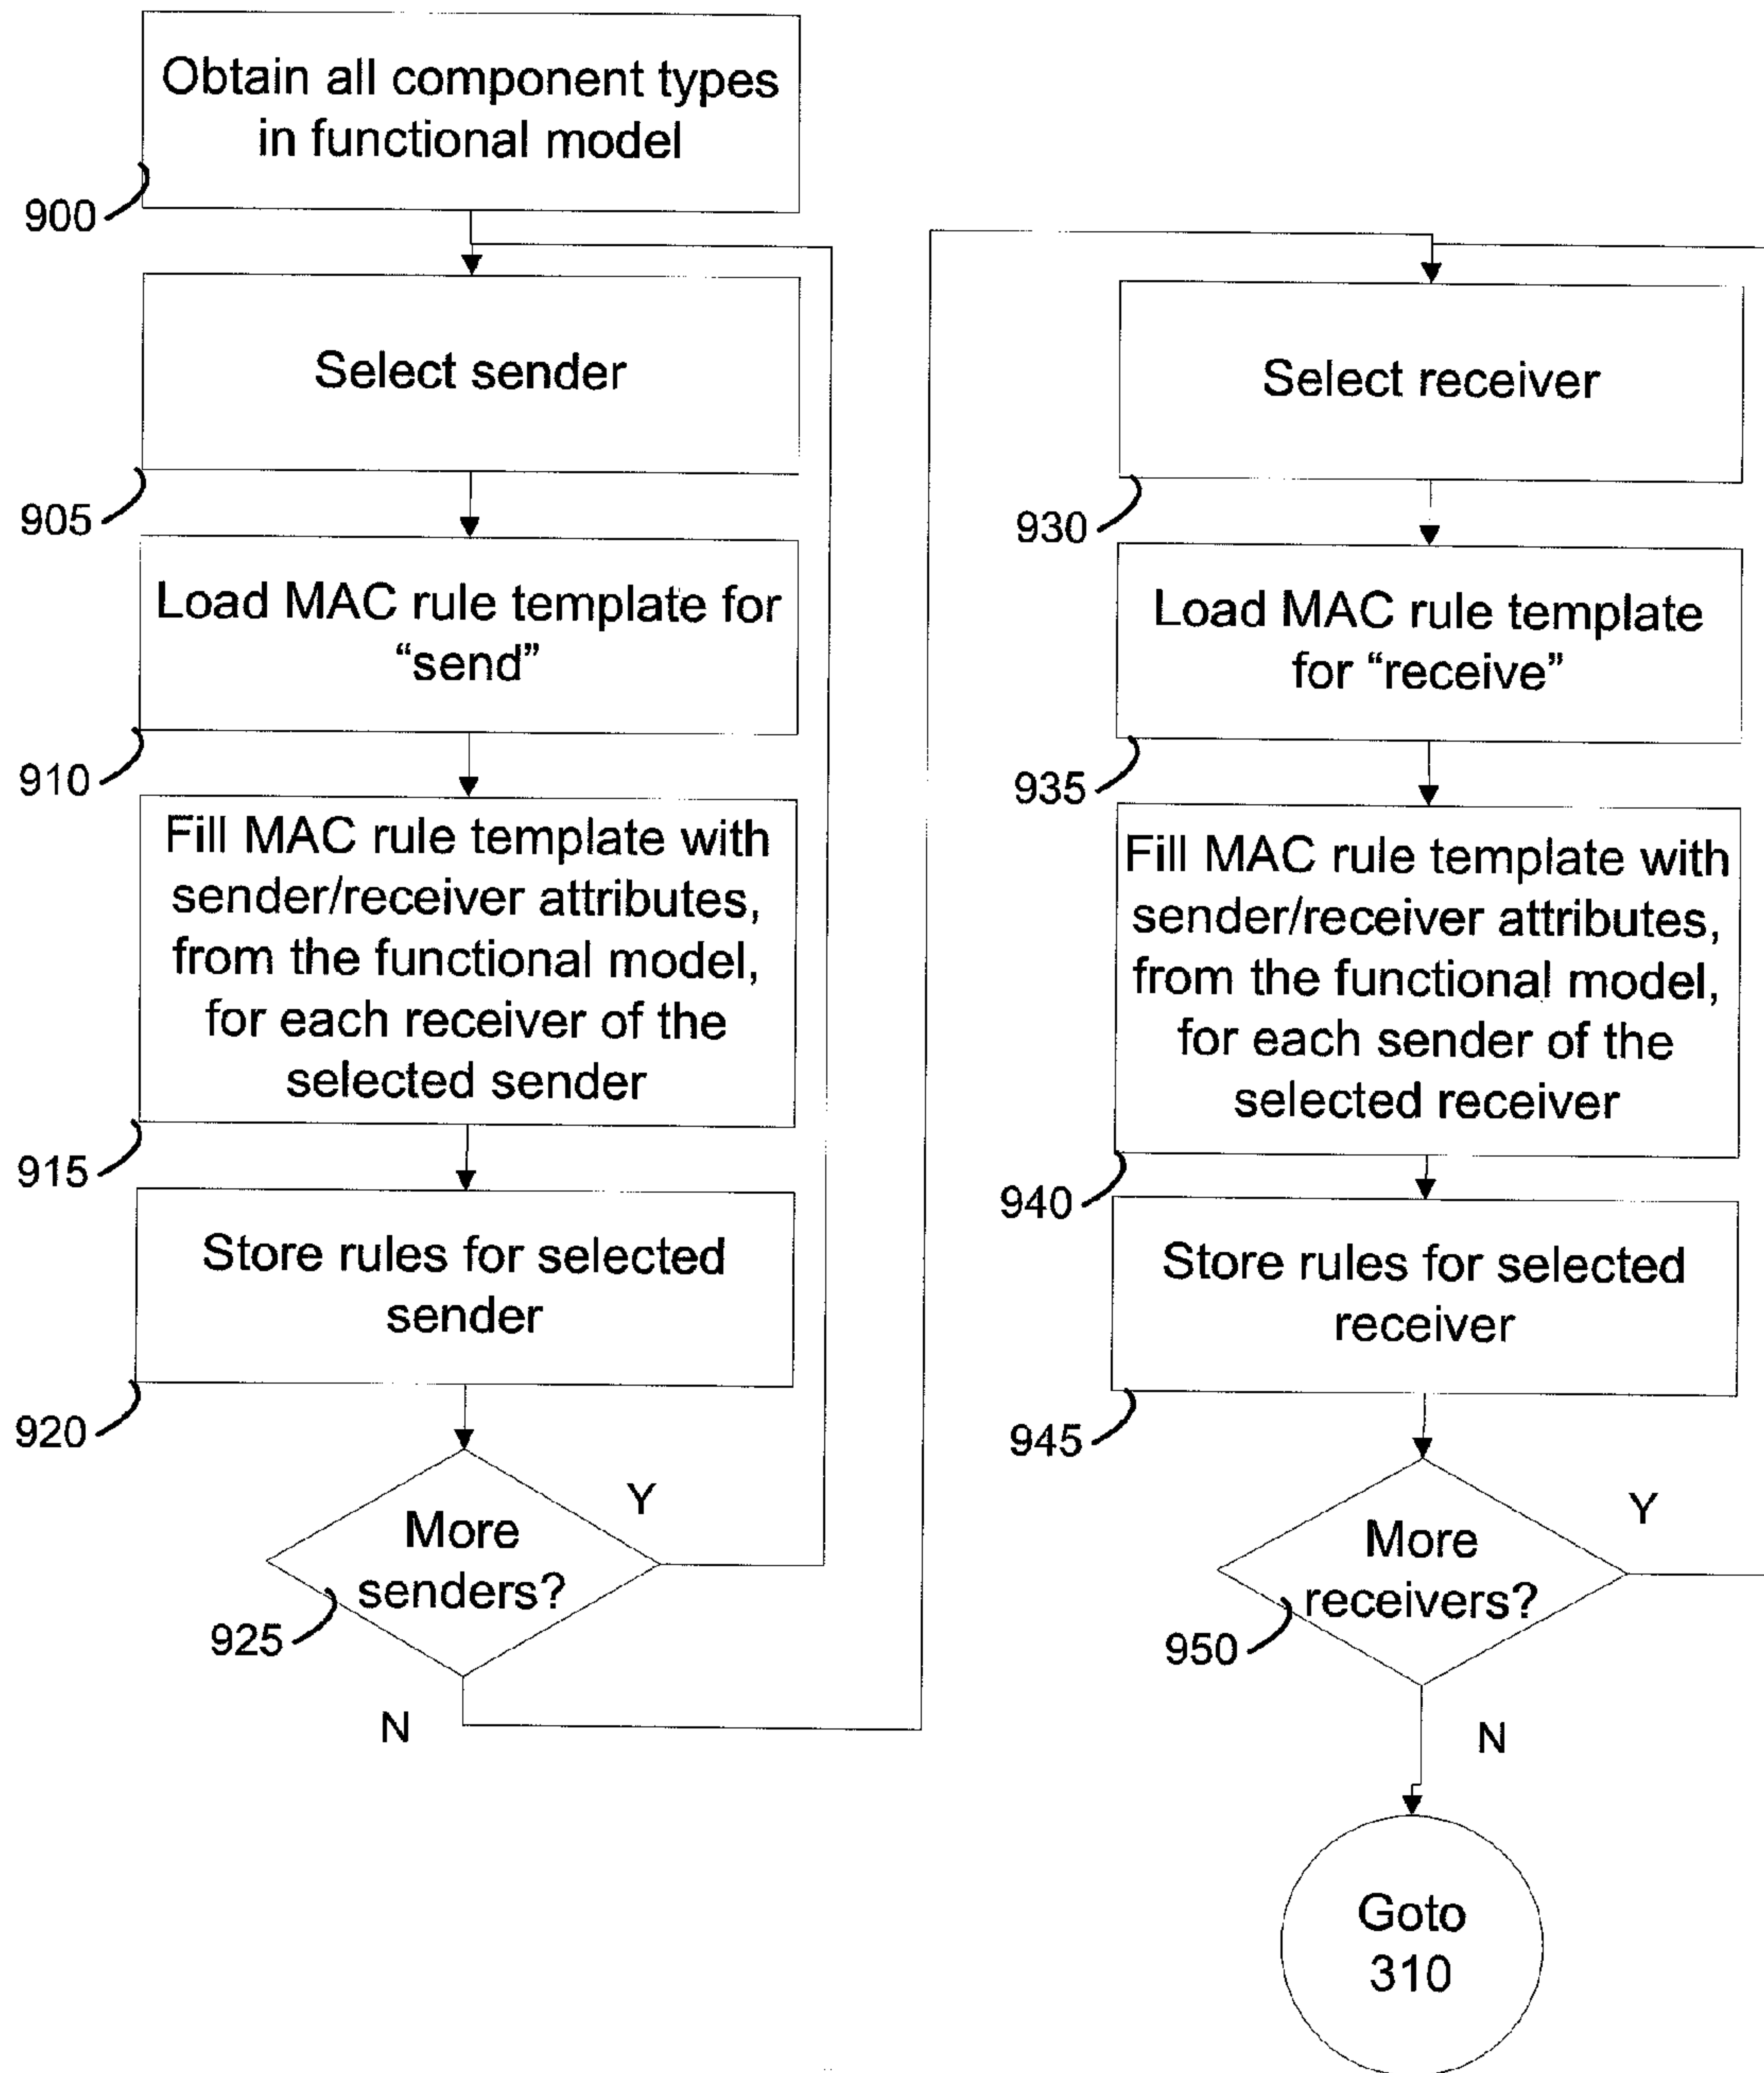 Obtain all component types
in functional model
900
Select sender
905
Load MAC rule template for
“send”
910
Fill MAC rule template with
sender/receiver attributes,
from the functional model,
for each receiver of the
selected sender
915
Store rules for selected
sender
920
More
senders?
Y
925
N
Select receiver
930
Load MAC rule template
for “receive”
935
Fill MAC rule template with
sender/receiver attributes,
from the functional model,
for each sender of the
selected receiver
940
Store rules for selected
receiver
945
More
receivers?
Y
950
N
Goto
310